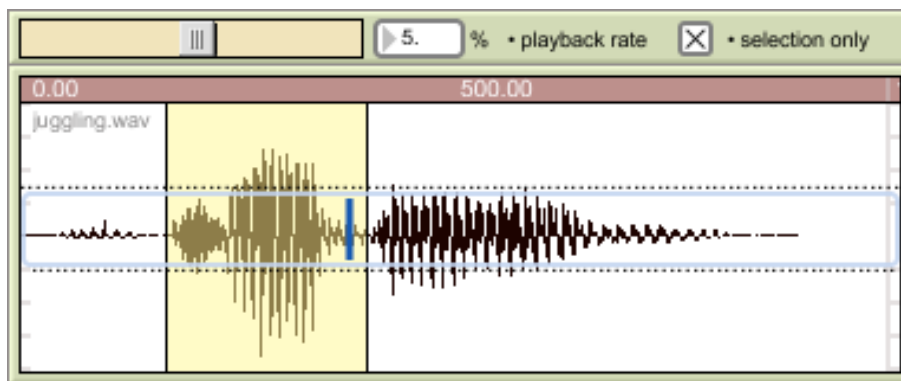 5. % • playback rate • selection only
0.00 500.00
juggling.wav